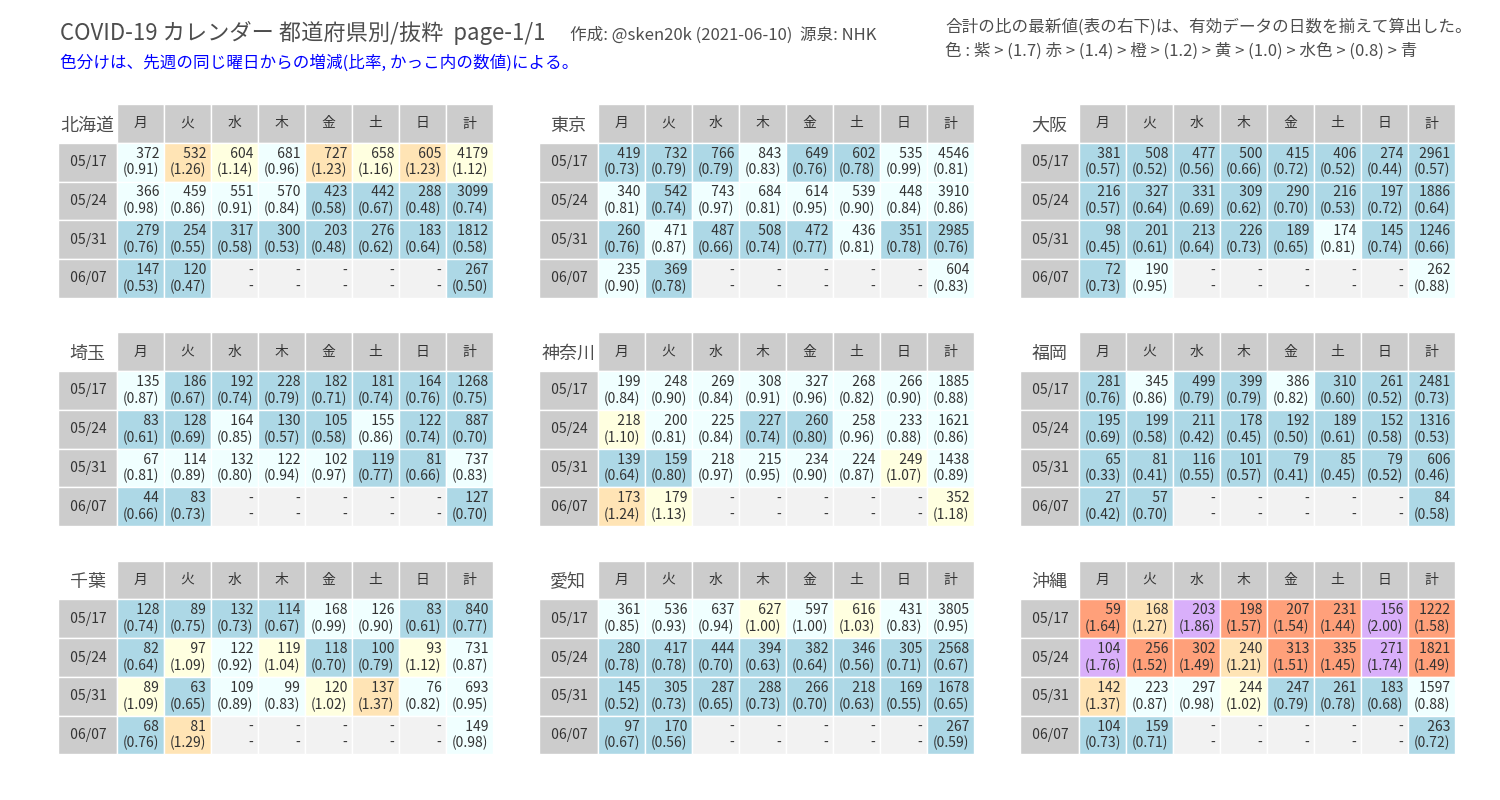 COVID-19 カレンダー 都道府県別/抜粋 page-1/1 作成: @sken20k (2021-06-10) 源泉: NHK
色分けは、先週の同じ曜日からの増減(比率, かっこ内の数値)による。
合計の比の最新値(表の右下)は、有効データの日数を揃えて算出した。
色 : 紫 > (1.7) 赤 > (1.4) > 橙 > (1.2) > 黄 > (1.0) > 水色 > (0.8) > 青
北海道 月 火 水 木 金 土 日 計
05/17 372 532 604 681 727 658 605 4179
(0.91) (1.26) (1.14) (0.96) (1.23) (1.16) (1.23) (1.12)
05/24 366 459 551 570 423 442 288 3099
(0.98) (0.86) (0.91) (0.84) (0.58) (0.67) (0.48) (0.74)
05/31 279 254 317 300 203 276 183 1812
(0.76) (0.55) (0.58) (0.53) (0.48) (0.62) (0.64) (0.58)
06/07 147 120 - - - - - 267
(0.53) (0.47) - - - - - (0.50)
東京 月 火 水 木 金 土 日 計
05/17 419 732 766 843 649 602 535 4546
(0.73) (0.79) (0.79) (0.83) (0.76) (0.78) (0.99) (0.81)
05/24 340 542 743 684 614 539 448 3910
(0.81) (0.74) (0.97) (0.81) (0.95) (0.90) (0.84) (0.86)
05/31 260 471 487 508 472 436 351 2985
(0.76) (0.87) (0.66) (0.74) (0.77) (0.81) (0.78) (0.76)
06/07 235 369 - - - - - 604
(0.90) (0.78) - - - - - (0.83)
大阪 月 火 水 木 金 土 日 計
05/17 381 508 477 500 415 406 274 2961
(0.57) (0.52) (0.56) (0.66) (0.72) (0.52) (0.44) (0.57)
05/24 216 327 331 309 290 216 197 1886
(0.57) (0.64) (0.69) (0.62) (0.70) (0.53) (0.72) (0.64)
05/31 98 201 213 226 189 174 145 1246
(0.45) (0.61) (0.64) (0.73) (0.65) (0.81) (0.74) (0.66)
06/07 72 190 - - - - - 262
(0.73) (0.95) - - - - - (0.88)
埼玉 月 火 水 木 金 土 日 計
05/17 135 186 192 228 182 181 164 1268
(0.87) (0.67) (0.74) (0.79) (0.71) (0.74) (0.76) (0.75)
05/24 83 128 164 130 105 155 122 887
(0.61) (0.69) (0.85) (0.57) (0.58) (0.86) (0.74) (0.70)
05/31 67 114 132 122 102 119 81 737
(0.81) (0.89) (0.80) (0.94) (0.97) (0.77) (0.66) (0.83)
06/07 44 83 - - - - - 127
(0.66) (0.73) - - - - - (0.70)
神奈川 月 火 水 木 金 土 日 計
05/17 199 248 269 308 327 268 266 1885
(0.84) (0.90) (0.84) (0.91) (0.96) (0.82) (0.90) (0.88)
05/24 218 200 225 227 260 258 233 1621
(1.10) (0.81) (0.84) (0.74) (0.80) (0.96) (0.88) (0.86)
05/31 139 159 218 215 234 224 249 1438
(0.64) (0.80) (0.97) (0.95) (0.90) (0.87) (1.07) (0.89)
06/07 173 179 - - - - - 352
(1.24) (1.13) - - - - - (1.18)
福岡 月 火 水 木 金 土 日 計
05/17 281 345 499 399 386 310 261 2481
(0.76) (0.86) (0.79) (0.79) (0.82) (0.60) (0.52) (0.73)
05/24 195 199 211 178 192 189 152 1316
(0.69) (0.58) (0.42) (0.45) (0.50) (0.61) (0.58) (0.53)
05/31 65 81 116 101 79 85 79 606
(0.33) (0.41) (0.55) (0.57) (0.41) (0.45) (0.52) (0.46)
06/07 27 57 - - - - - 84
(0.42) (0.70) - - - - - (0.58)
千葉 月 火 水 木 金 土 日 計
05/17 128 89 132 114 168 126 83 840
(0.74) (0.75) (0.73) (0.67) (0.99) (0.90) (0.61) (0.77)
05/24 82 97 122 119 118 100 93 731
(0.64) (1.09) (0.92) (1.04) (0.70) (0.79) (1.12) (0.87)
05/31 89 63 109 99 120 137 76 693
(1.09) (0.65) (0.89) (0.83) (1.02) (1.37) (0.82) (0.95)
06/07 68 81 - - - - - 149
(0.76) (1.29) - - - - - (0.98)
愛知 月 火 水 木 金 土 日 計
05/17 361 536 637 627 597 616 431 3805
(0.85) (0.93) (0.94) (1.00) (1.00) (1.03) (0.83) (0.95)
05/24 280 417 444 394 382 346 305 2568
(0.78) (0.78) (0.70) (0.63) (0.64) (0.56) (0.71) (0.67)
05/31 145 305 287 288 266 218 169 1678
(0.52) (0.73) (0.65) (0.73) (0.70) (0.63) (0.55) (0.65)
06/07 97 170 - - - - - 267
(0.67) (0.56) - - - - - (0.59)
沖縄 月 火 水 木 金 土 日 計
05/17 59 168 203 198 207 231 156 1222
(1.64) (1.27) (1.86) (1.57) (1.54) (1.44) (2.00) (1.58)
05/24 104 256 302 240 313 335 271 1821
(1.76) (1.52) (1.49) (1.21) (1.51) (1.45) (1.74) (1.49)
05/31 142 223 297 244 247 261 183 1597
(1.37) (0.87) (0.98) (1.02) (0.79) (0.78) (0.68) (0.88)
06/07 104 159 - - - - - 263
(0.73) (0.71) - - - - - (0.72)